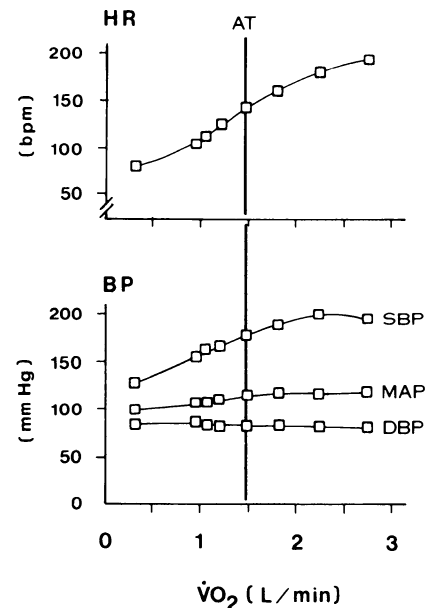 HR
AT
200
150
100
50
(bpm)
BP
200
150
100
50
0
(mm Hg)
SBP
MAP
DBP
0 1 2 3
V̇O₂ (L/min)